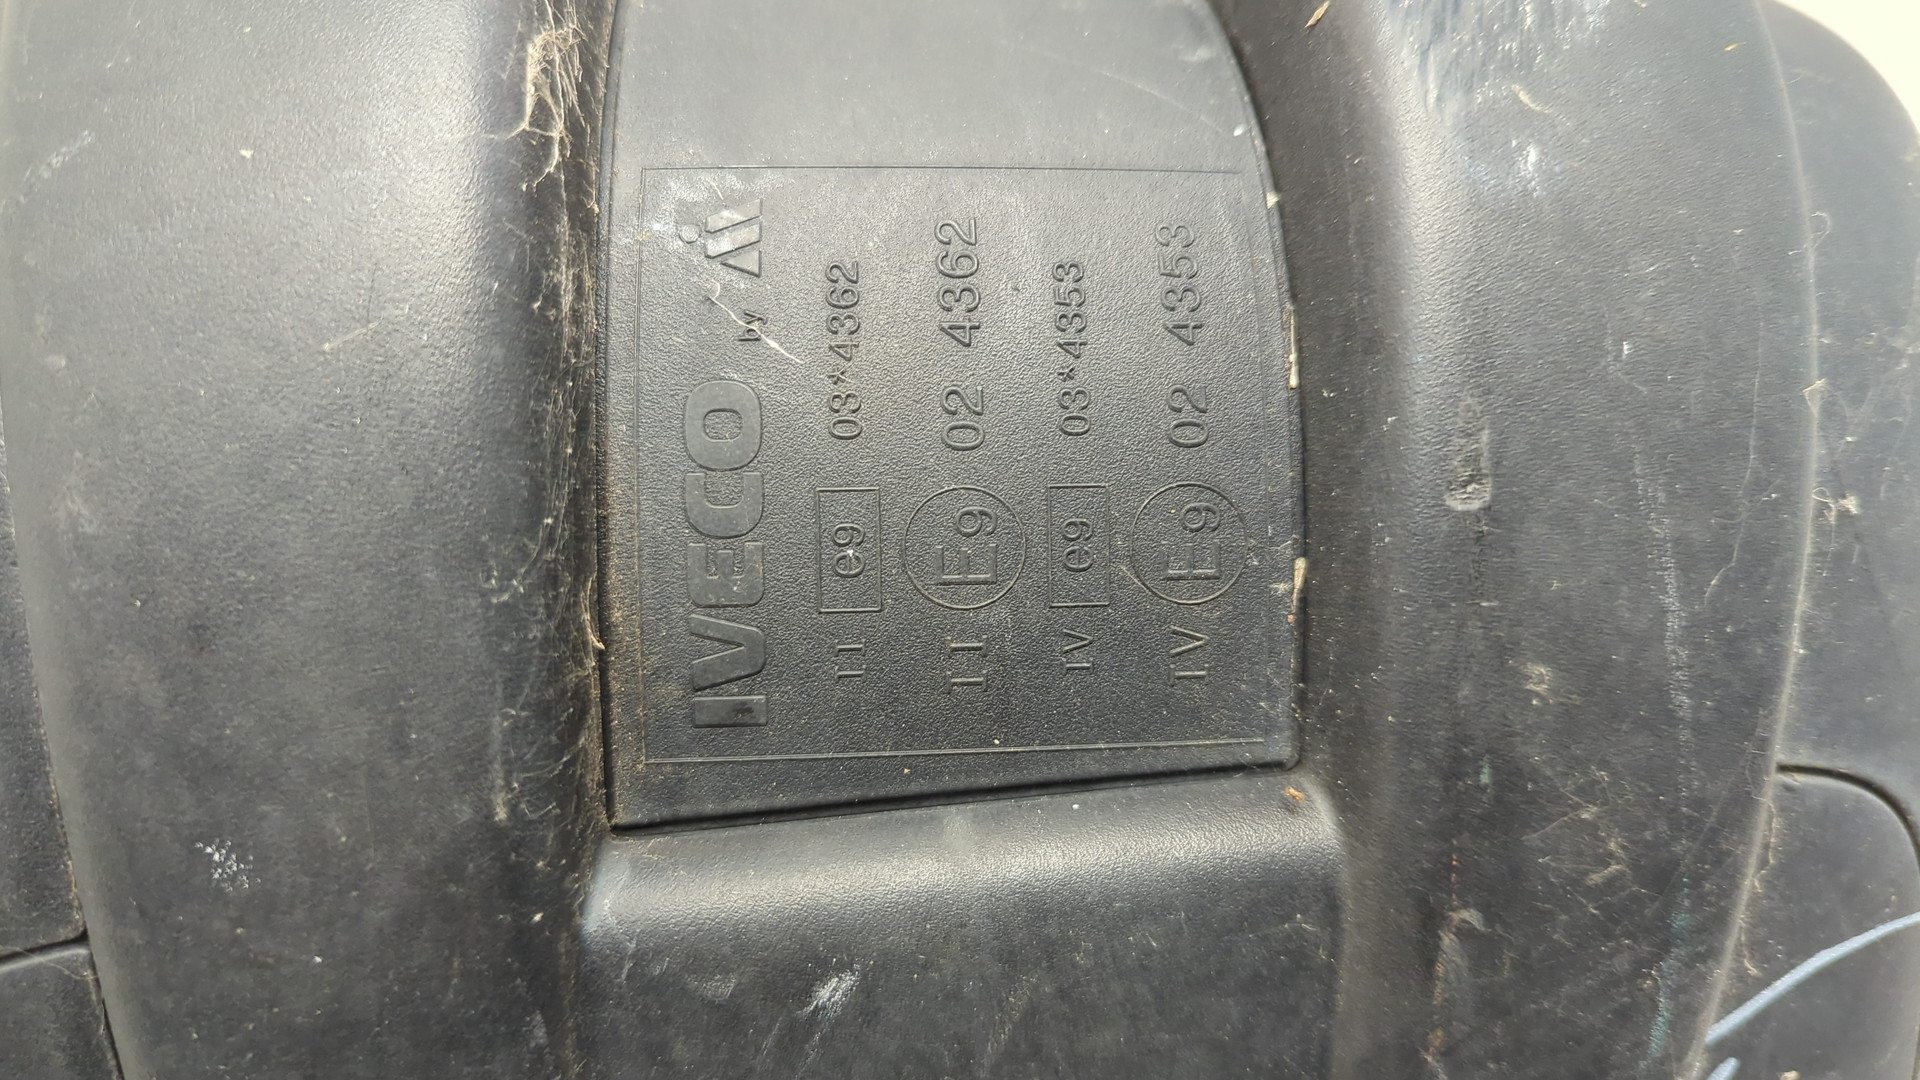 IVECO by
II e9 03*4362
II E9 02 4362
IV e9 03*4353
IV E9 02 4353